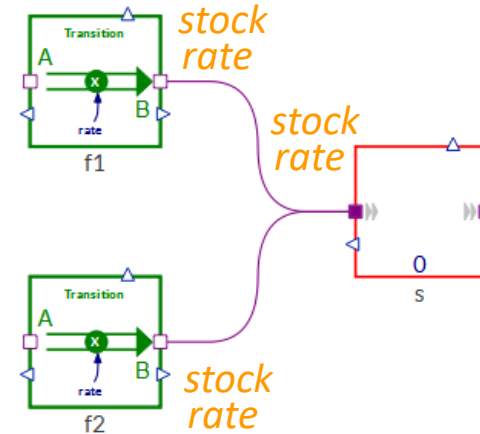 Transition
A
x
B
rate
f1
stock
rate
stock
rate
0
s
Transition
A
x
B
rate
f2
stock
rate